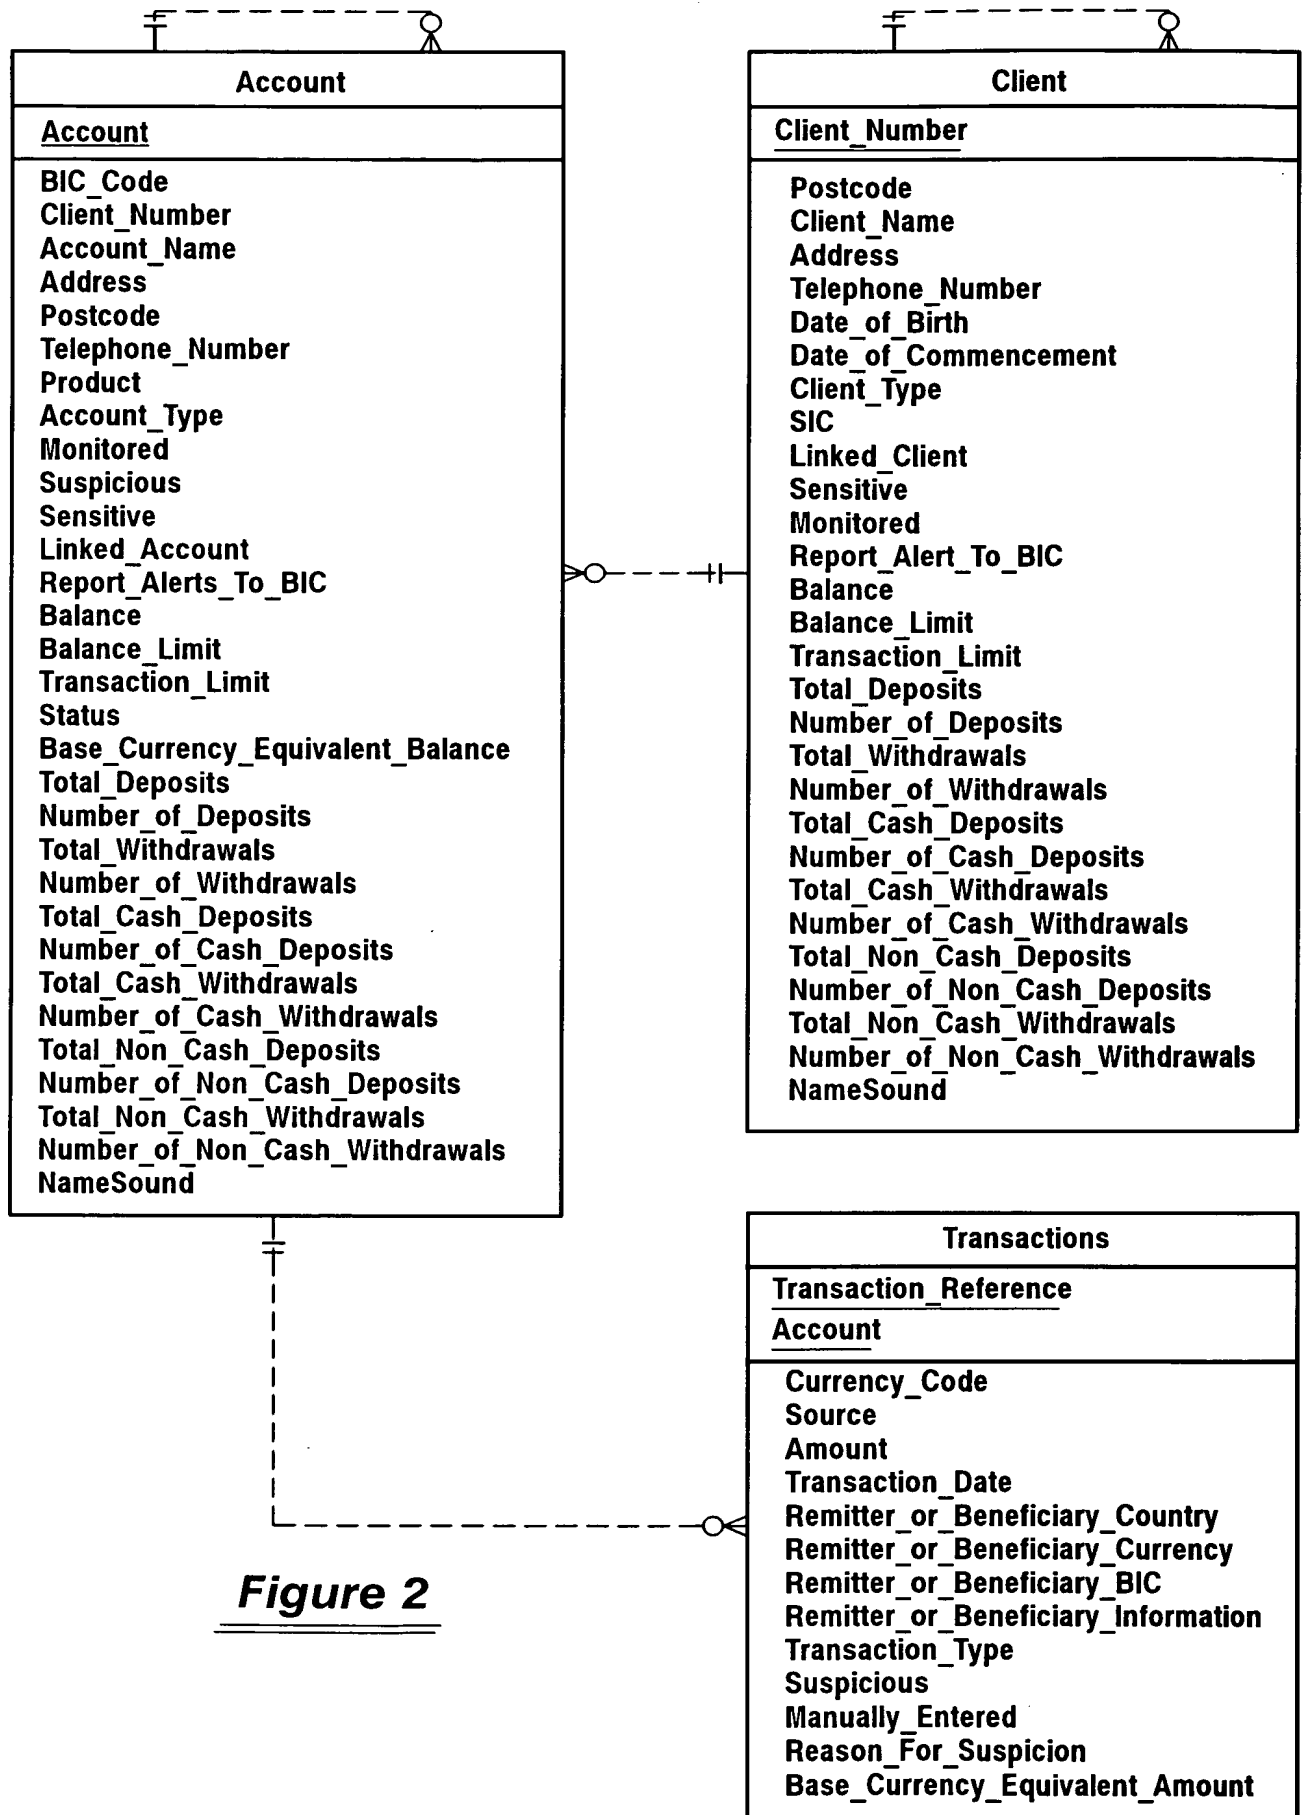 Account
Account
BIC_Code
Client_Number
Account_Name
Address
Postcode
Telephone_Number
Product
Account_Type
Monitored
Suspicious
Sensitive
Linked_Account
Report_Alerts_To_BIC
Balance
Balance_Limit
Transaction_Limit
Status
Base_Currency_Equivalent_Balance
Total_Deposits
Number_of_Deposits
Total_Withdrawals
Number_of_Withdrawals
Total_Cash_Deposits
Number_of_Cash_Deposits
Total_Cash_Withdrawals
Number_of_Cash_Withdrawals
Total_Non_Cash_Deposits
Number_of_Non_Cash_Deposits
Total_Non_Cash_Withdrawals
Number_of_Non_Cash_Withdrawals
NameSound
Client
Client_Number
Postcode
Client_Name
Address
Telephone_Number
Date_of_Birth
Date_of_Commencement
Client_Type
SIC
Linked_Client
Sensitive
Monitored
Report_Alert_To_BIC
Balance
Balance_Limit
Transaction_Limit
Total_Deposits
Number_of_Deposits
Total_Withdrawals
Number_of_Withdrawals
Total_Cash_Deposits
Number_of_Cash_Deposits
Total_Cash_Withdrawals
Number_of_Cash_Withdrawals
Total_Non_Cash_Deposits
Number_of_Non_Cash_Deposits
Total_Non_Cash_Withdrawals
Number_of_Non_Cash_Withdrawals
NameSound
Transactions
Transaction_Reference
Account
Currency_Code
Source
Amount
Transaction_Date
Remitter_or_Beneficiary_Country
Remitter_or_Beneficiary_Currency
Remitter_or_Beneficiary_BIC
Remitter_or_Beneficiary_Information
Transaction_Type
Suspicious
Manually_Entered
Reason_For_Suspicion
Base_Currency_Equivalent_Amount
Figure 2